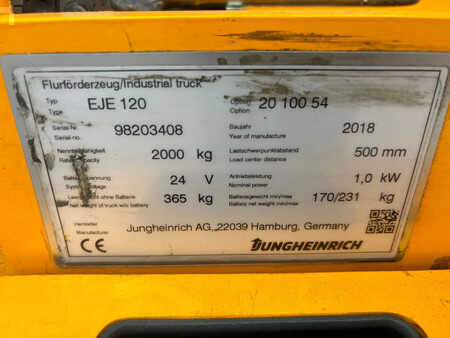 Flurförderzeug/Industrial truck
Typ EJE 120 Option 20 100 54
Type Option
Serial Nr. 98203408 Baujahr 2018
Serial No. Year of manufacture
Nenntragfähigkeit 2000 kg Lastschwerpunktabstand 500 mm
Rated capacity Load center distance
Batteriespannung 24 V Antriebsleistung 1,0 kW
System voltage Nominal power
Leergewicht ohne Batterie 365 kg Batteriegewicht min/max 170/231 kg
Net weight of truck w/o battery Battery net weight min/max
Hersteller Jungheinrich AG, 22039 Hamburg, Germany
Manufacturer
CE JUNGHEINRICH